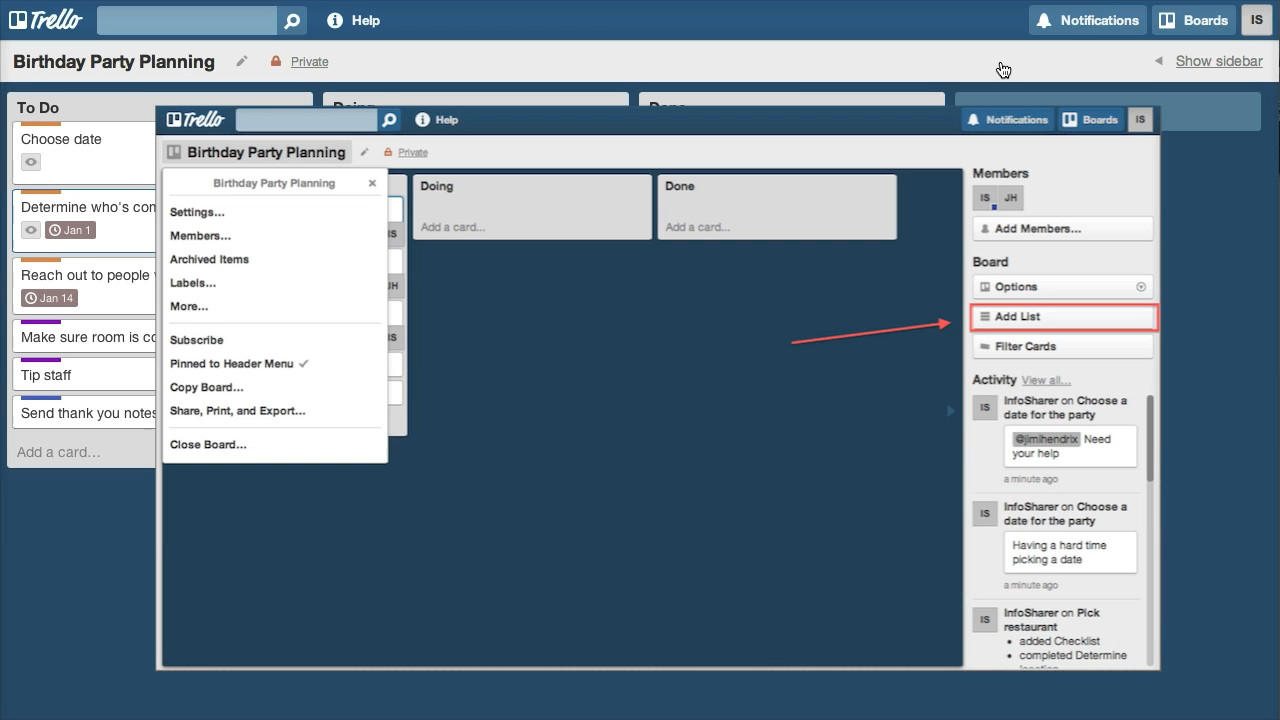 Trello
Help
Notifications
Boards
IS
Birthday Party Planning
Private
Show sidebar
To Do
Choose date
Determine who's com
Jan 1
Reach out to people
Jan 14
Make sure room is co
Tip staff
Send thank you notes
Add a card…
Trello
Help
Notifications
Boards
IS
Birthday Party Planning
Private
Birthday Party Planning
Settings...
Members...
Archived Items
Labels...
More...
Subscribe
Pinned to Header Menu
Copy Board...
Share, Print, and Export...
Close Board...
IS
JH
IS
Doing
Add a card...
Done
Add a card...
Members
IS JH
Add Members...
Board
Options
Add List
Filter Cards
Activity View all...
IS
InfoSharer on Choose a
date for the party
@jimihendrix Need
your help
a minute ago
IS
InfoSharer on Choose a
date for the party
Having a hard time
picking a date
a minute ago
IS
InfoSharer on Pick
restaurant
• added Checklist
• completed Determine